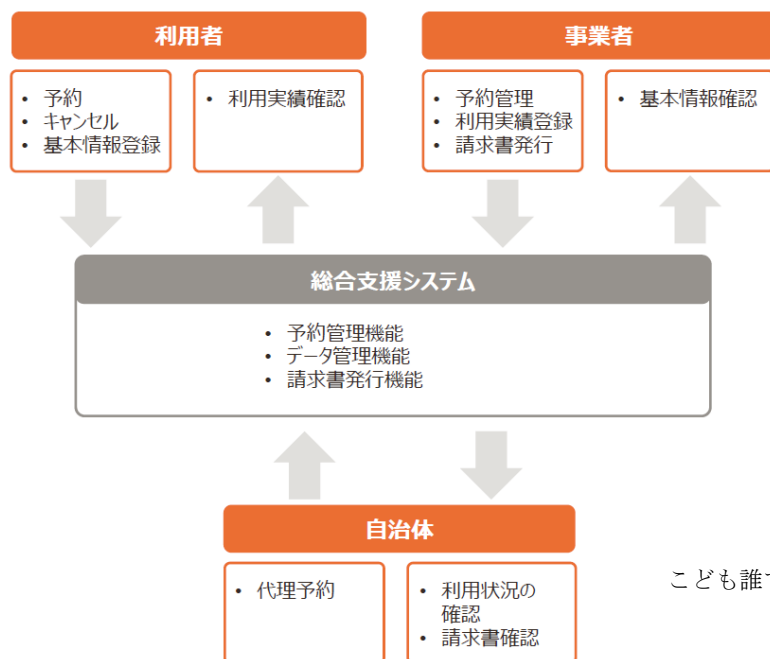 利用者
・ 予約
・ キャンセル
・ 基本情報登録
・ 利用実績確認
事業者
・ 予約管理
・ 利用実績登録
・ 請求書発行
・ 基本情報確認
総合支援システム
・ 予約管理機能
・ データ管理機能
・ 請求書発行機能
自治体
・ 代理予約
・ 利用状況の
確認
・ 請求書確認
こども誰